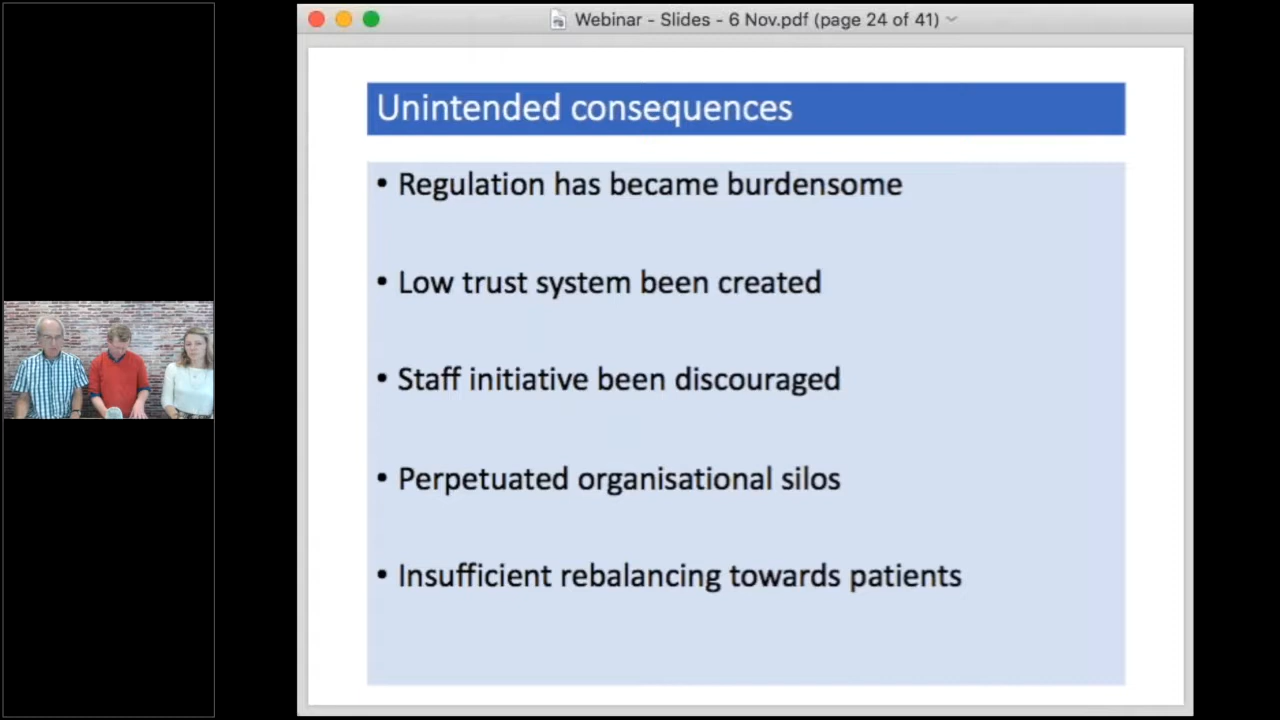 Webinar - Slides - 6 Nov.pdf (page 24 of 41)
Unintended consequences
• Regulation has became burdensome
• Low trust system been created
• Staff initiative been discouraged
• Perpetuated organisational silos
• Insufficient rebalancing towards patients